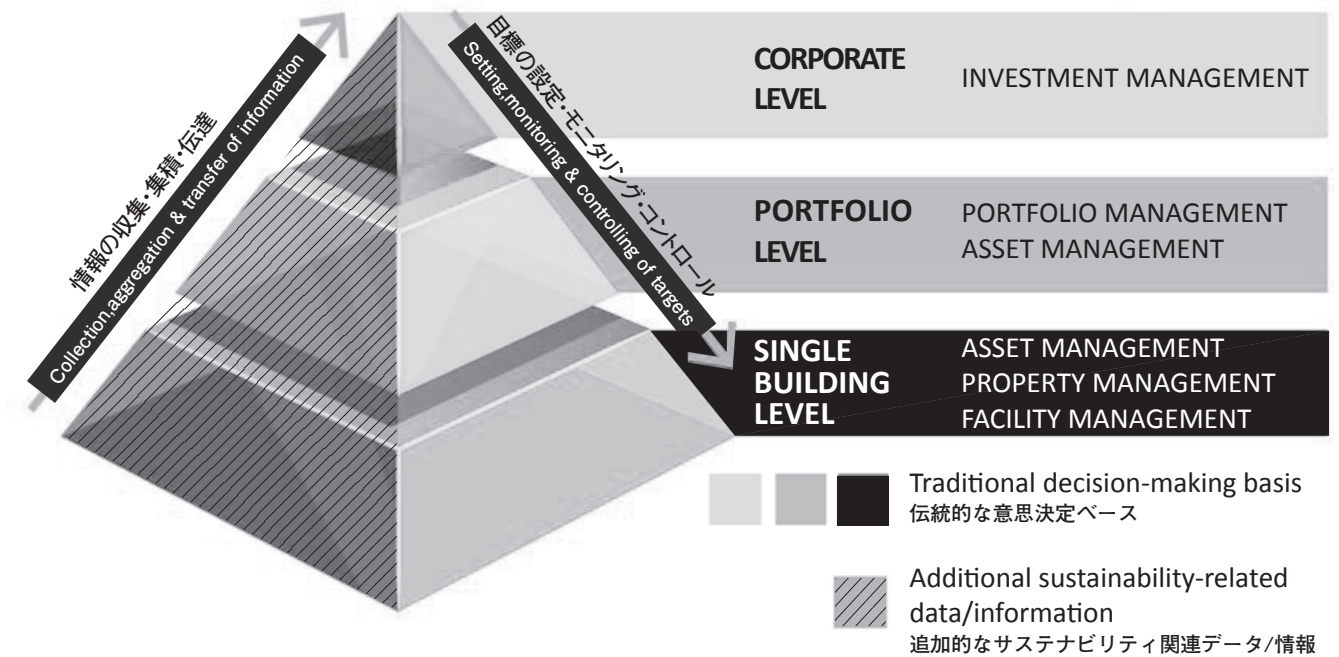 情報の収集・集積・伝達
Collection,aggregation & transfer of information
目標の設定・モニタリング・コントロール
Setting,monitoring & controlling of targets
CORPORATE
LEVEL
INVESTMENT MANAGEMENT
PORTFOLIO
LEVEL
PORTFOLIO MANAGEMENT
ASSET MANAGEMENT
SINGLE
BUILDING
LEVEL
ASSET MANAGEMENT
PROPERTY MANAGEMENT
FACILITY MANAGEMENT
Traditional decision-making basis
伝統的な意思決定ベース
Additional sustainability-related
data/information
追加的なサステナビリティ関連データ/情報